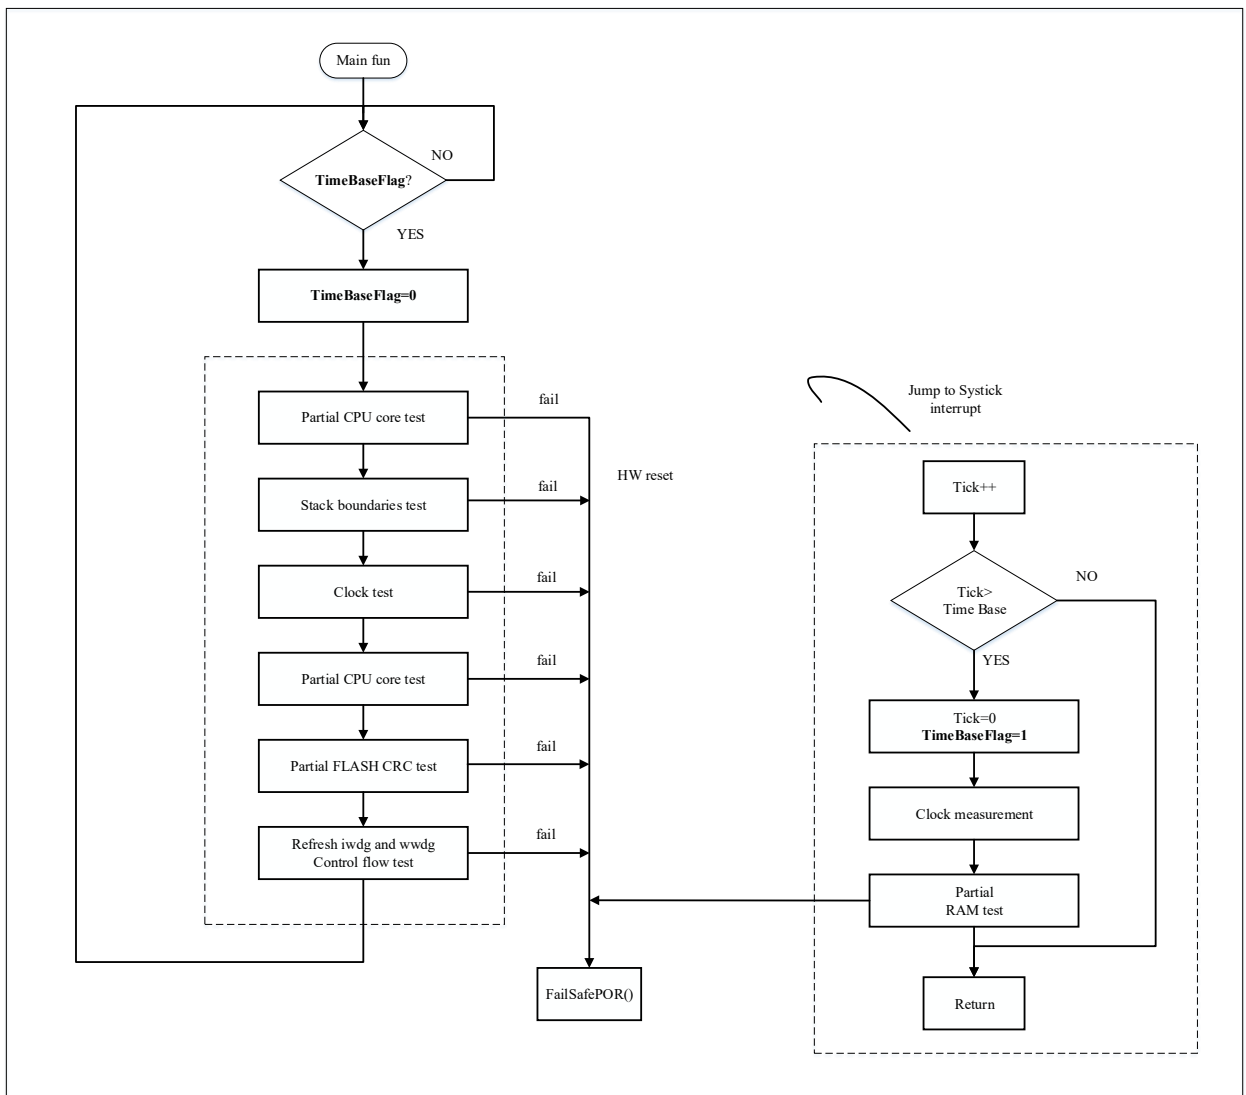 Main fun
NO
TimeBaseFlag?
YES
TimeBaseFlag=0
Partial CPU core test
fail
Stack boundaries test
fail
Clock test
fail
Partial CPU core test
fail
Partial FLASH CRC test
fail
Refresh iwdg and wwdg
Control flow test
fail
HW reset
FailSafePOR()
Jump to Systick
interrupt
Tick++
Tick>
Time Base
NO
YES
Tick=0
TimeBaseFlag=1
Clock measurement
Partial
RAM test
Return